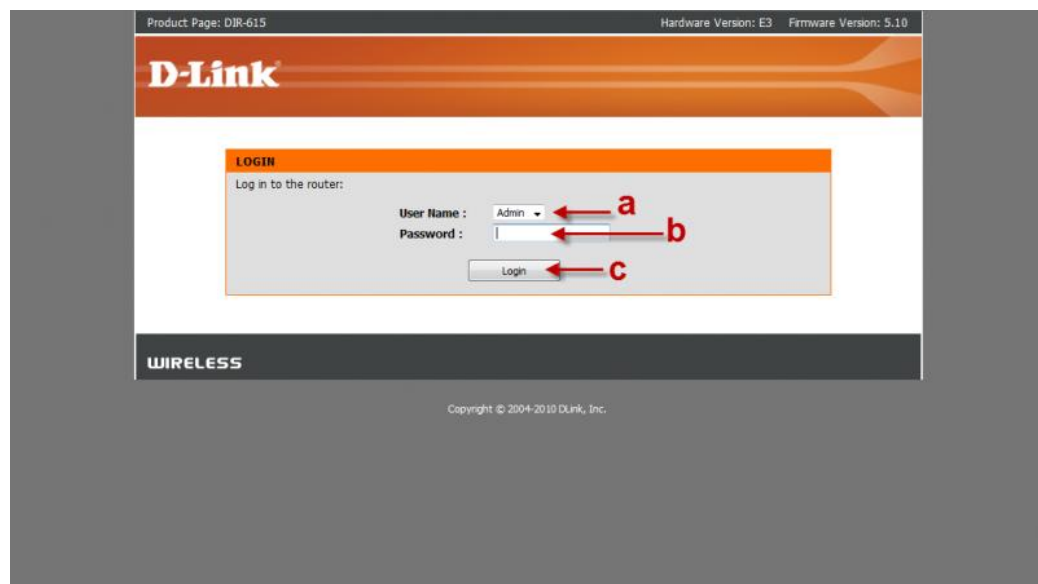 Product Page: DIR-615 Hardware Version: E3 Firmware Version: 5.10
D-Link
LOGIN
Log in to the router:
User Name : Admin a
Password : b
Login c
WIRELESS
Copyright © 2004-2010 DLink, Inc.